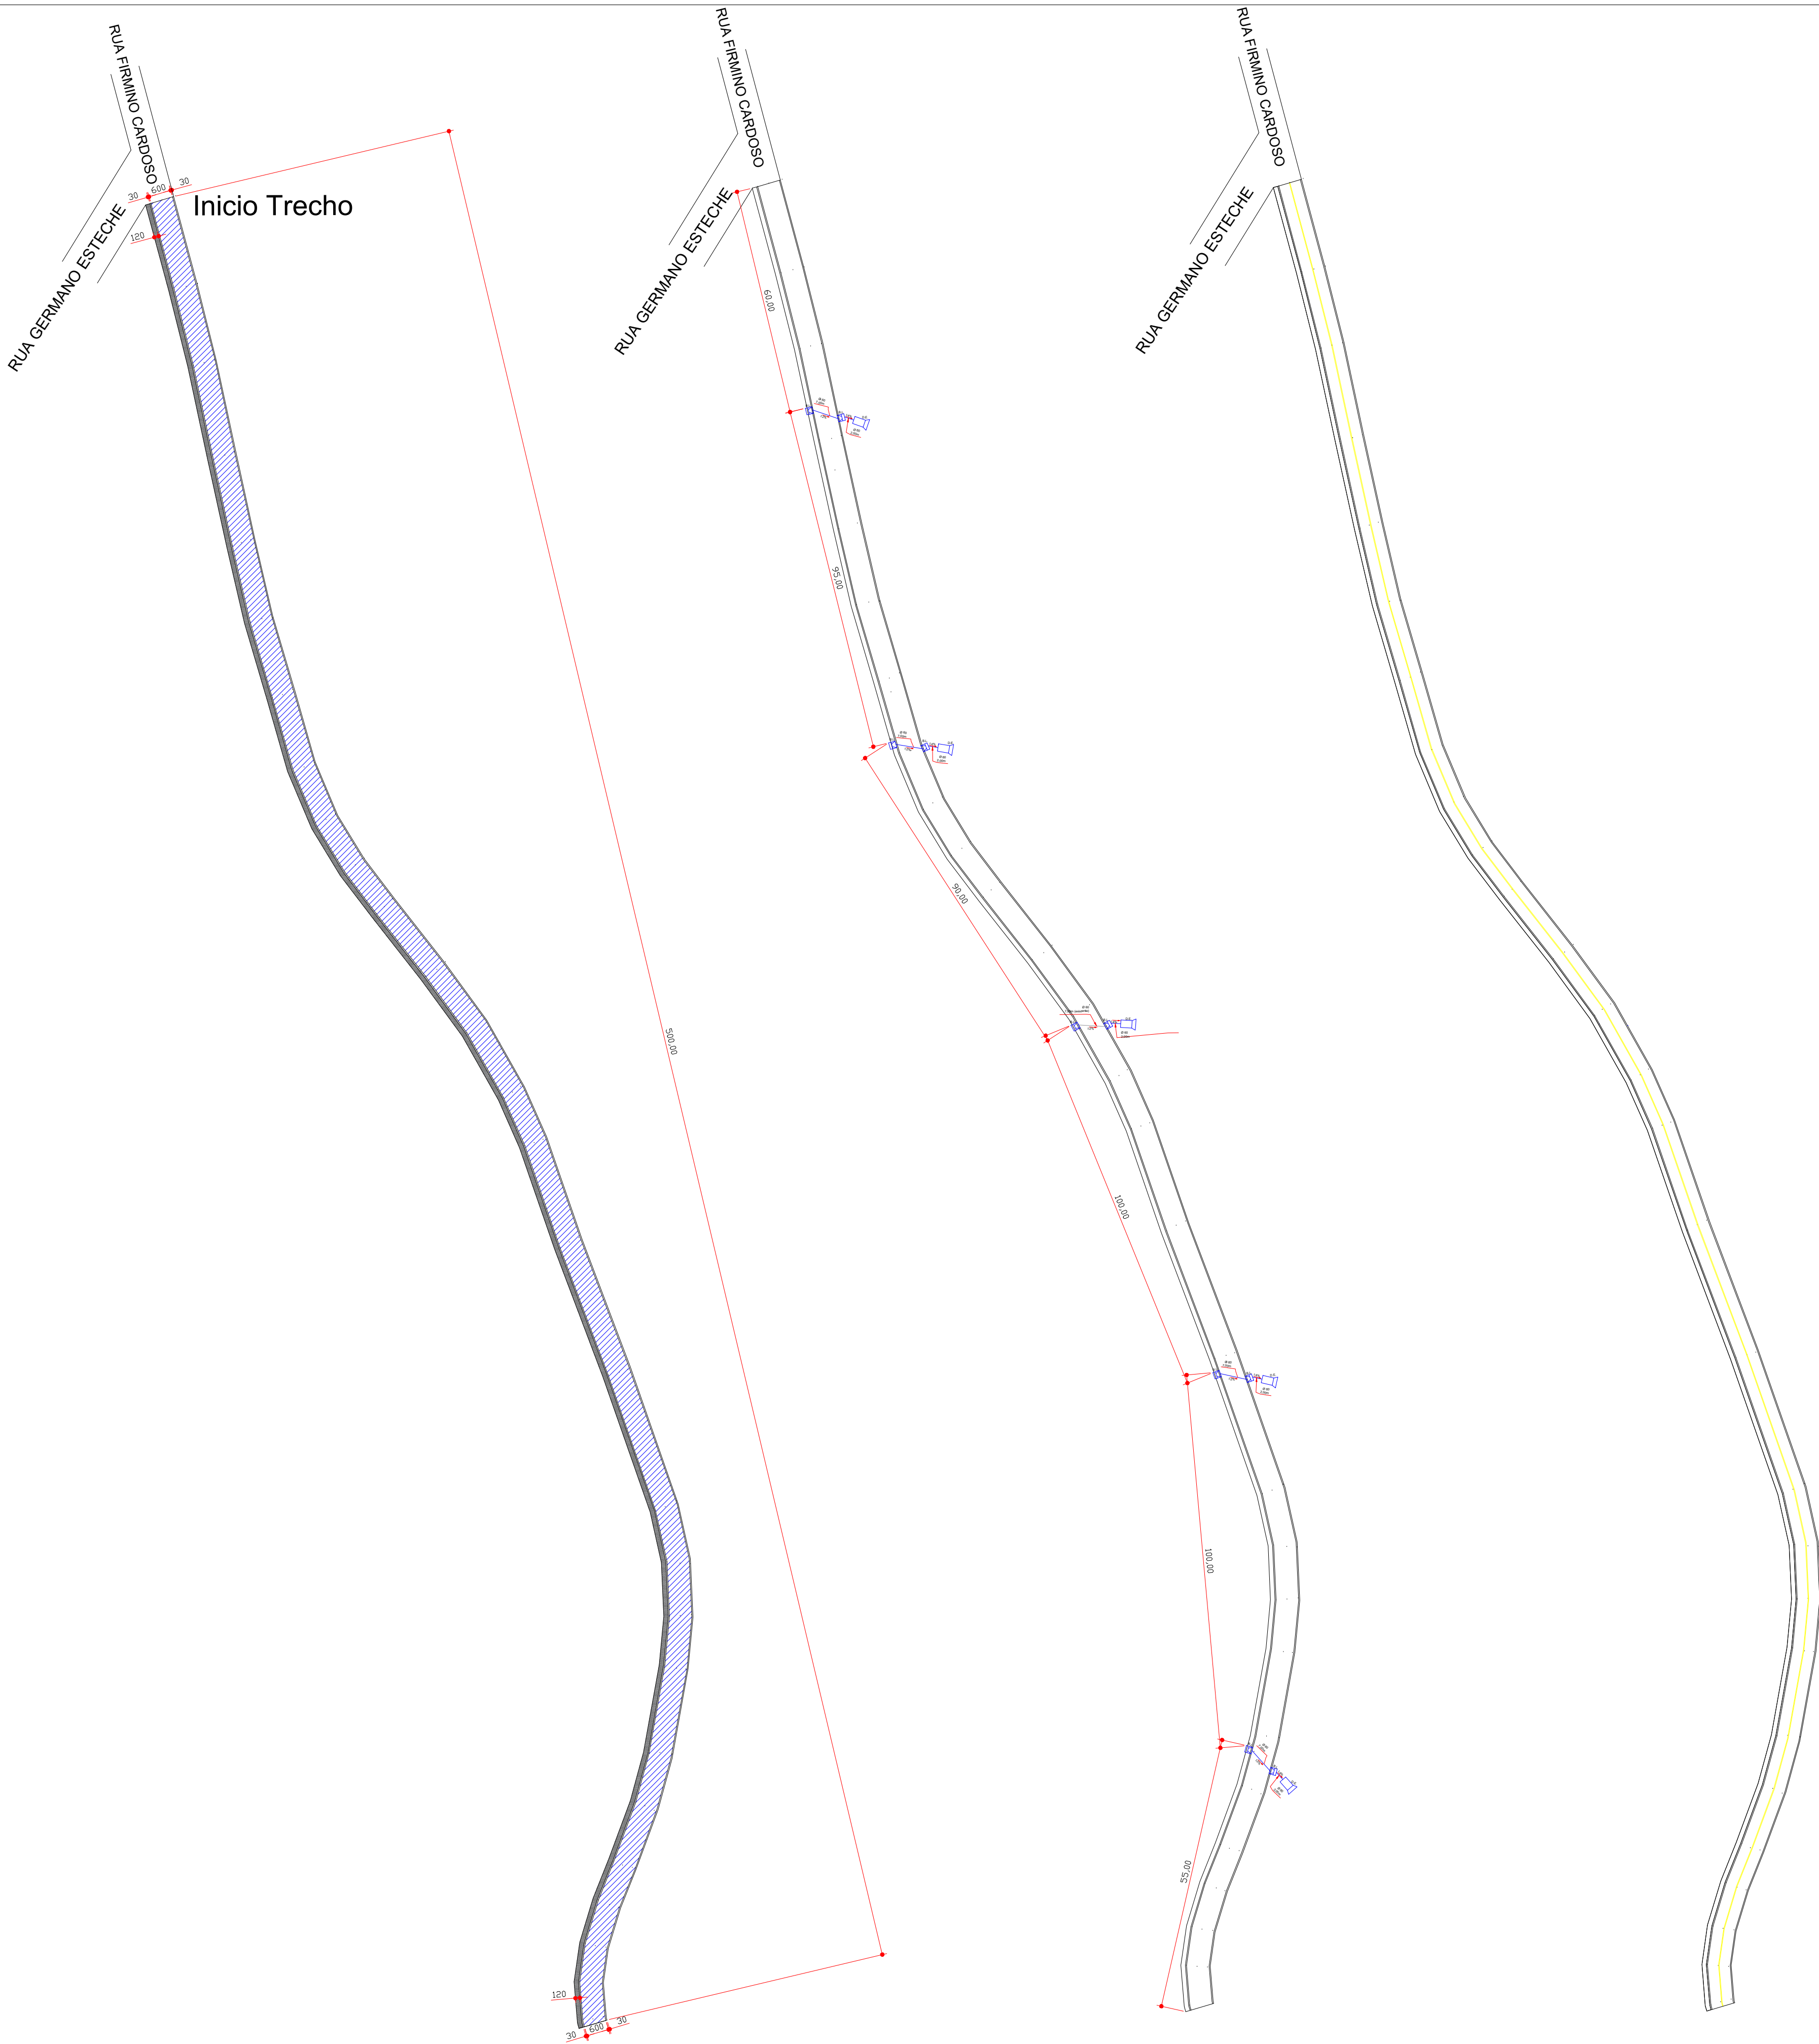 RUA FIRMINO CARDOSO
RUA GERMANO ESTECHE
30
600
30
120
Inicio Trecho
500,00
120
30
600
30
RUA FIRMINO CARDOSO
RUA GERMANO ESTECHE
60,00
95,00
90,00
100,00
100,00
55,00
RUA FIRMINO CARDOSO
RUA GERMANO ESTECHE